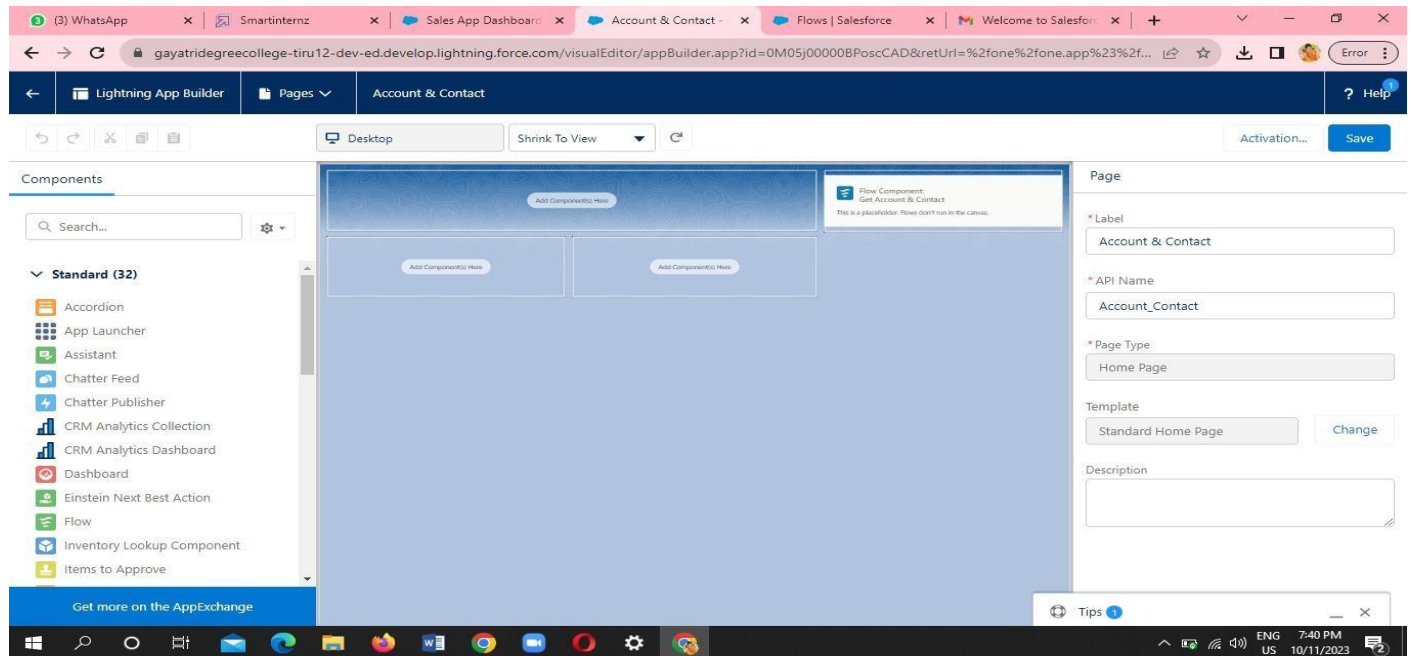 (3) WhatsApp
Smartinternz
Sales App Dashboard
Account & Contact -
Flows | Salesforce
Welcome to Salesforc
gayatridegreecollege-tiru12-dev-ed.develop.lightning.force.com/visualEditor/appBuilder.app?id=0M05j00000BPoscCAD&retUrl=%2fone%2fone.app%23%2f...
Error
Lightning App Builder
Pages
Account & Contact
? Help
1
Desktop
Shrink To View
Activation...
Save
Components
Search...
Standard (32)
Accordion
App Launcher
Assistant
Chatter Feed
Chatter Publisher
CRM Analytics Collection
CRM Analytics Dashboard
Dashboard
Einstein Next Best Action
Flow
Inventory Lookup Component
Items to Approve
Get more on the AppExchange
Add Component(s) Here
Flow Component:
Get Account & Contact
This is a placeholder. Flows don't run in the canvas.
Add Component(s) Here
Add Component(s) Here
Page
*Label
Account & Contact
*API Name
Account_Contact
*Page Type
Home Page
Template
Standard Home Page
Change
Description
Tips 1
ENG
US
7:40 PM
10/11/2023
2